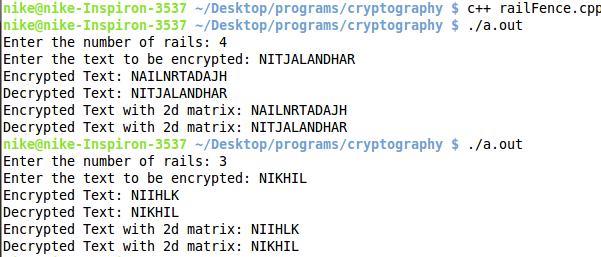 nike@nike-Inspiron-3537 ~/Desktop/programs/cryptography $ c++ railFence.cpp
nike@nike-Inspiron-3537 ~/Desktop/programs/cryptography $ ./a.out
Enter the number of rails: 4
Enter the text to be encrypted: NITJALANDHAR
Encrypted Text: NAILNRTADAJH
Decrypted Text: NITJALANDHAR
Encrypted Text with 2d matrix: NAILNRTADAJH
Decrypted Text with 2d matrix: NITJALANDHAR
nike@nike-Inspiron-3537 ~/Desktop/programs/cryptography $ ./a.out
Enter the number of rails: 3
Enter the text to be encrypted: NIKHIL
Encrypted Text: NIIHLK
Decrypted Text: NIKHIL
Encrypted Text with 2d matrix: NIIHLK
Decrypted Text with 2d matrix: NIKHIL